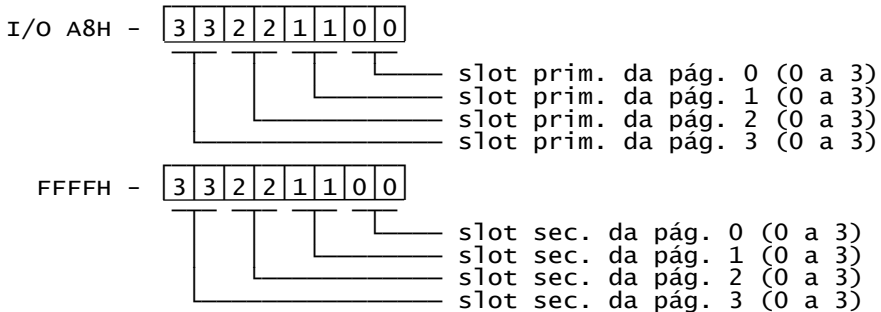 I/O A8H - 3 3 2 2 1 1 0 0
slot prim. da pág. 0 (0 a 3)
slot prim. da pág. 1 (0 a 3)
slot prim. da pág. 2 (0 a 3)
slot prim. da pág. 3 (0 a 3)
FFFFH - 3 3 2 2 1 1 0 0
slot sec. da pág. 0 (0 a 3)
slot sec. da pág. 1 (0 a 3)
slot sec. da pág. 2 (0 a 3)
slot sec. da pág. 3 (0 a 3)